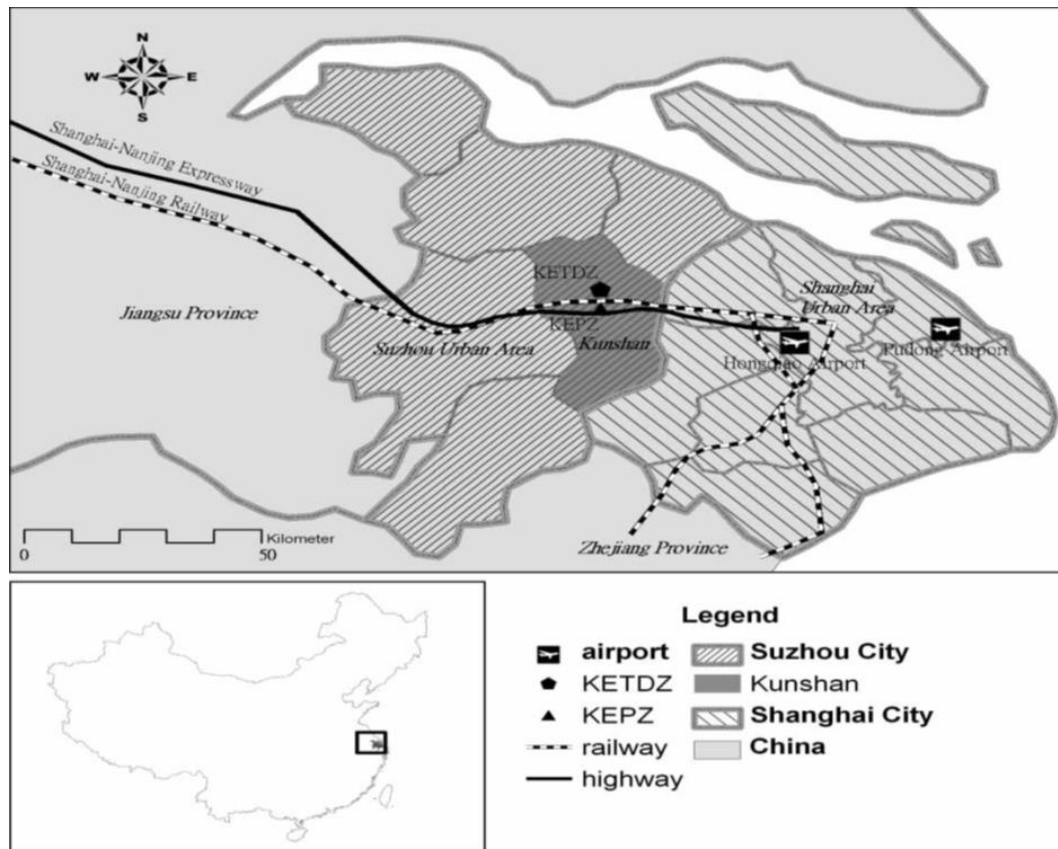 N
W E
S
Shanghai-Nanjing Expressway
Shanghai-Nanjing Railway
KETDZ
Shanghai
Urban Area
Jiangsu Province
KEPZ
Kunshan
Suzhou Urban Area
Pudong Airport
Hongqiao Airport
Kilometer
0 50
Zhejiang Province
Legend
airport Suzhou City
KETDZ Kunshan
KEPZ Shanghai City
railway China
highway